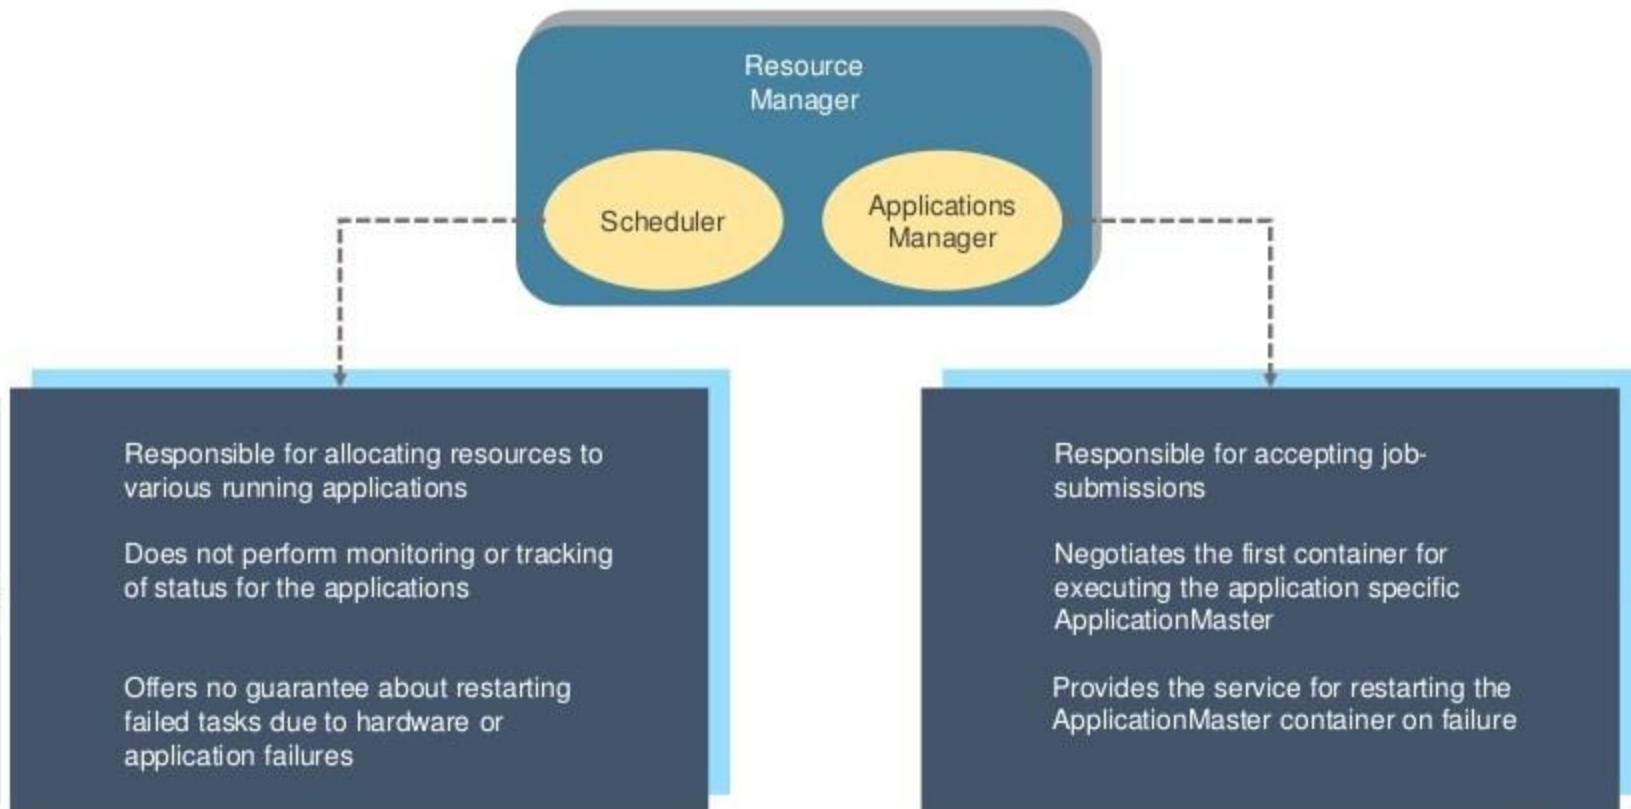 Resource
Manager
Scheduler
Applications
Manager
Responsible for allocating resources to
various running applications
Does not perform monitoring or tracking
of status for the applications
Offers no guarantee about restarting
failed tasks due to hardware or
application failures
Responsible for accepting job-
submissions
Negotiates the first container for
executing the application specific
ApplicationMaster
Provides the service for restarting the
ApplicationMaster container on failure